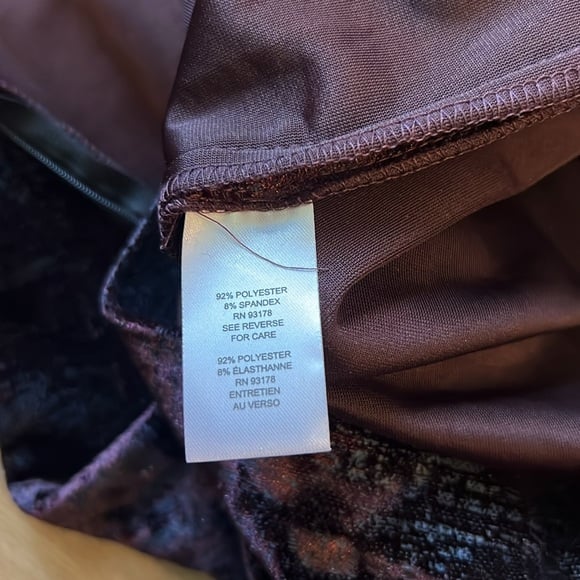 92% POLYESTER
8% SPANDEX
RN 93178
SEE REVERSE
FOR CARE
92% POLYESTER
8% ÉLASTHANNE
RN 93178
ENTRETIEN
AU VERSO